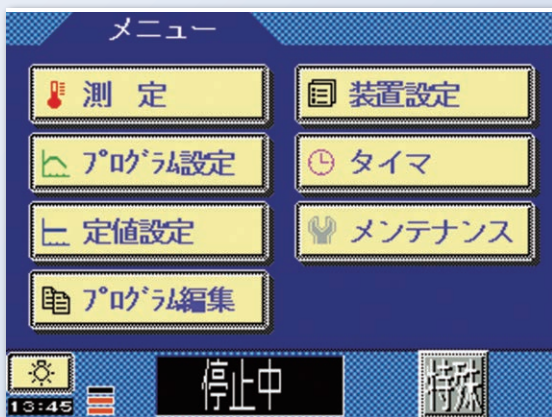 メニュー
測 定
プログラム設定
定値設定
プログラム編集
装置設定
タイマ
メンテナンス
13:45
停止中
特殊